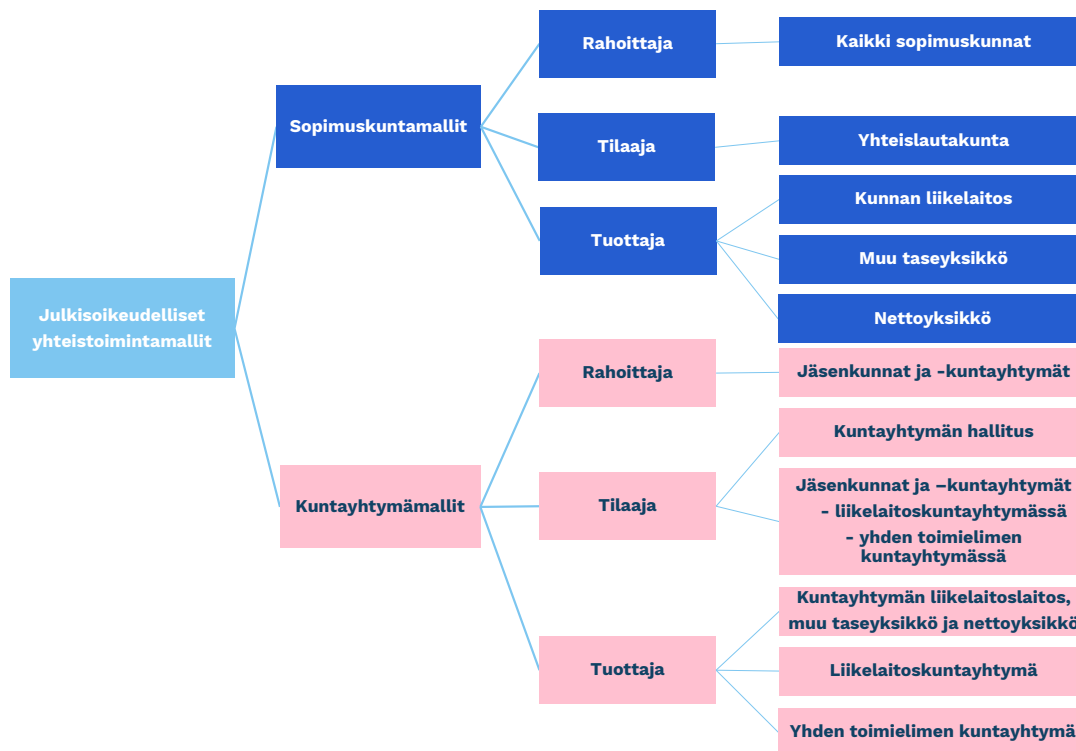 Julkisoikeudelliset
yhteistoimintamallit
Sopimuskuntamallit
Rahoittaja
Kaikki sopimuskunnat
Tilaaja
Yhteislautakunta
Tuottaja
Kunnan liikelaitos
Muu taseyksikkö
Nettoyksikkö
Kuntayhtymämallit
Rahoittaja
Jäsenkunnat ja -kuntayhtymät
Tilaaja
Kuntayhtymän hallitus
Jäsenkunnat ja –kuntayhtymät
- liikelaitoskuntayhtymässä
- yhden toimielimen
kuntayhtymässä
Tuottaja
Kuntayhtymän liikelaitoslaitos,
muu taseyksikkö ja nettoyksikkö
Liikelaitoskuntayhtymä
Yhden toimielimen kuntayhtymä